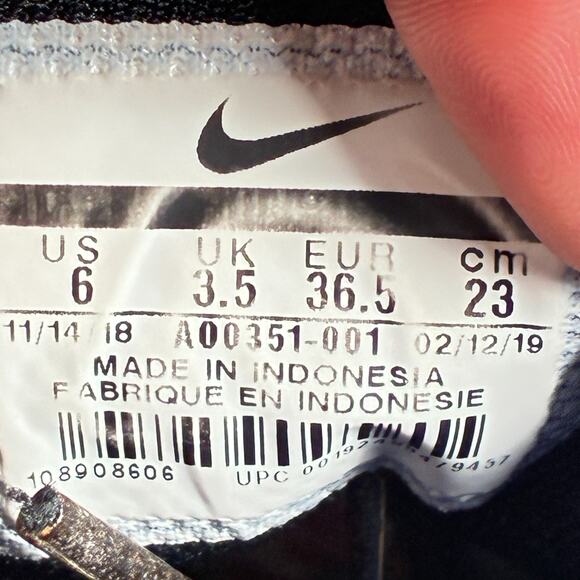 US UK EUR cm
6 3.5 36.5 23
11/14/18 A00351-001 02/12/19
MADE IN INDONESIA
FABRIQUE EN INDONESIE
108908606 UPC